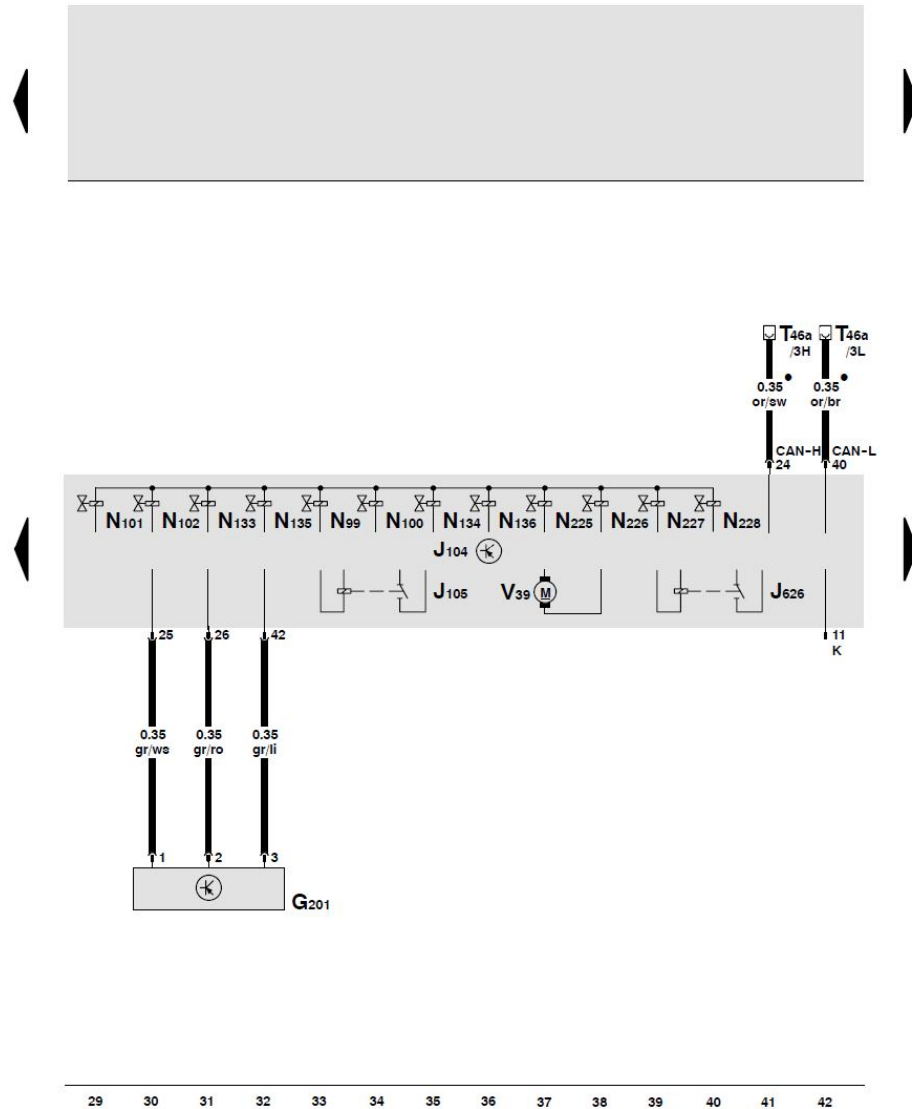 T46a T46a
/3H /3L
0.35 0.35
or/sw or/br
CAN-H CAN-L
24 40
N101 N102 N133 N135 N99 N100 N134 N136 N225 N226 N227 N228
J104
J105 V39 M J626
25 26 42 11
K
0.35 0.35 0.35
gr/ws gr/ro gr/li
1 2 3
G201
29 30 31 32 33 34 35 36 37 38 39 40 41 42